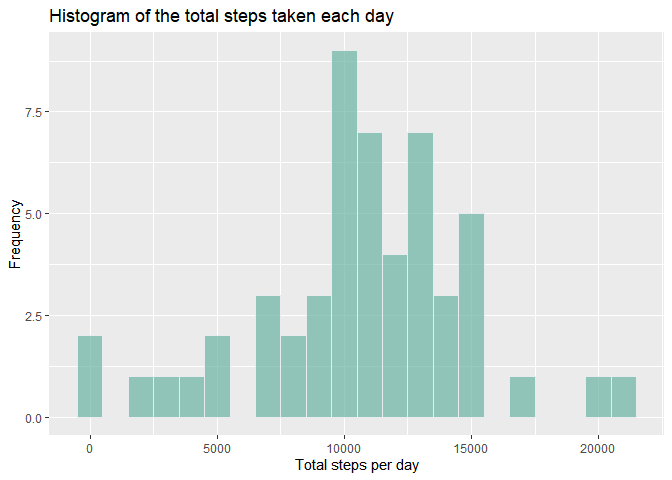 Histogram of the total steps taken each day
7.5
5.0
2.5
0.0
Frequency
0 5000 10000 15000 20000
Total steps per day